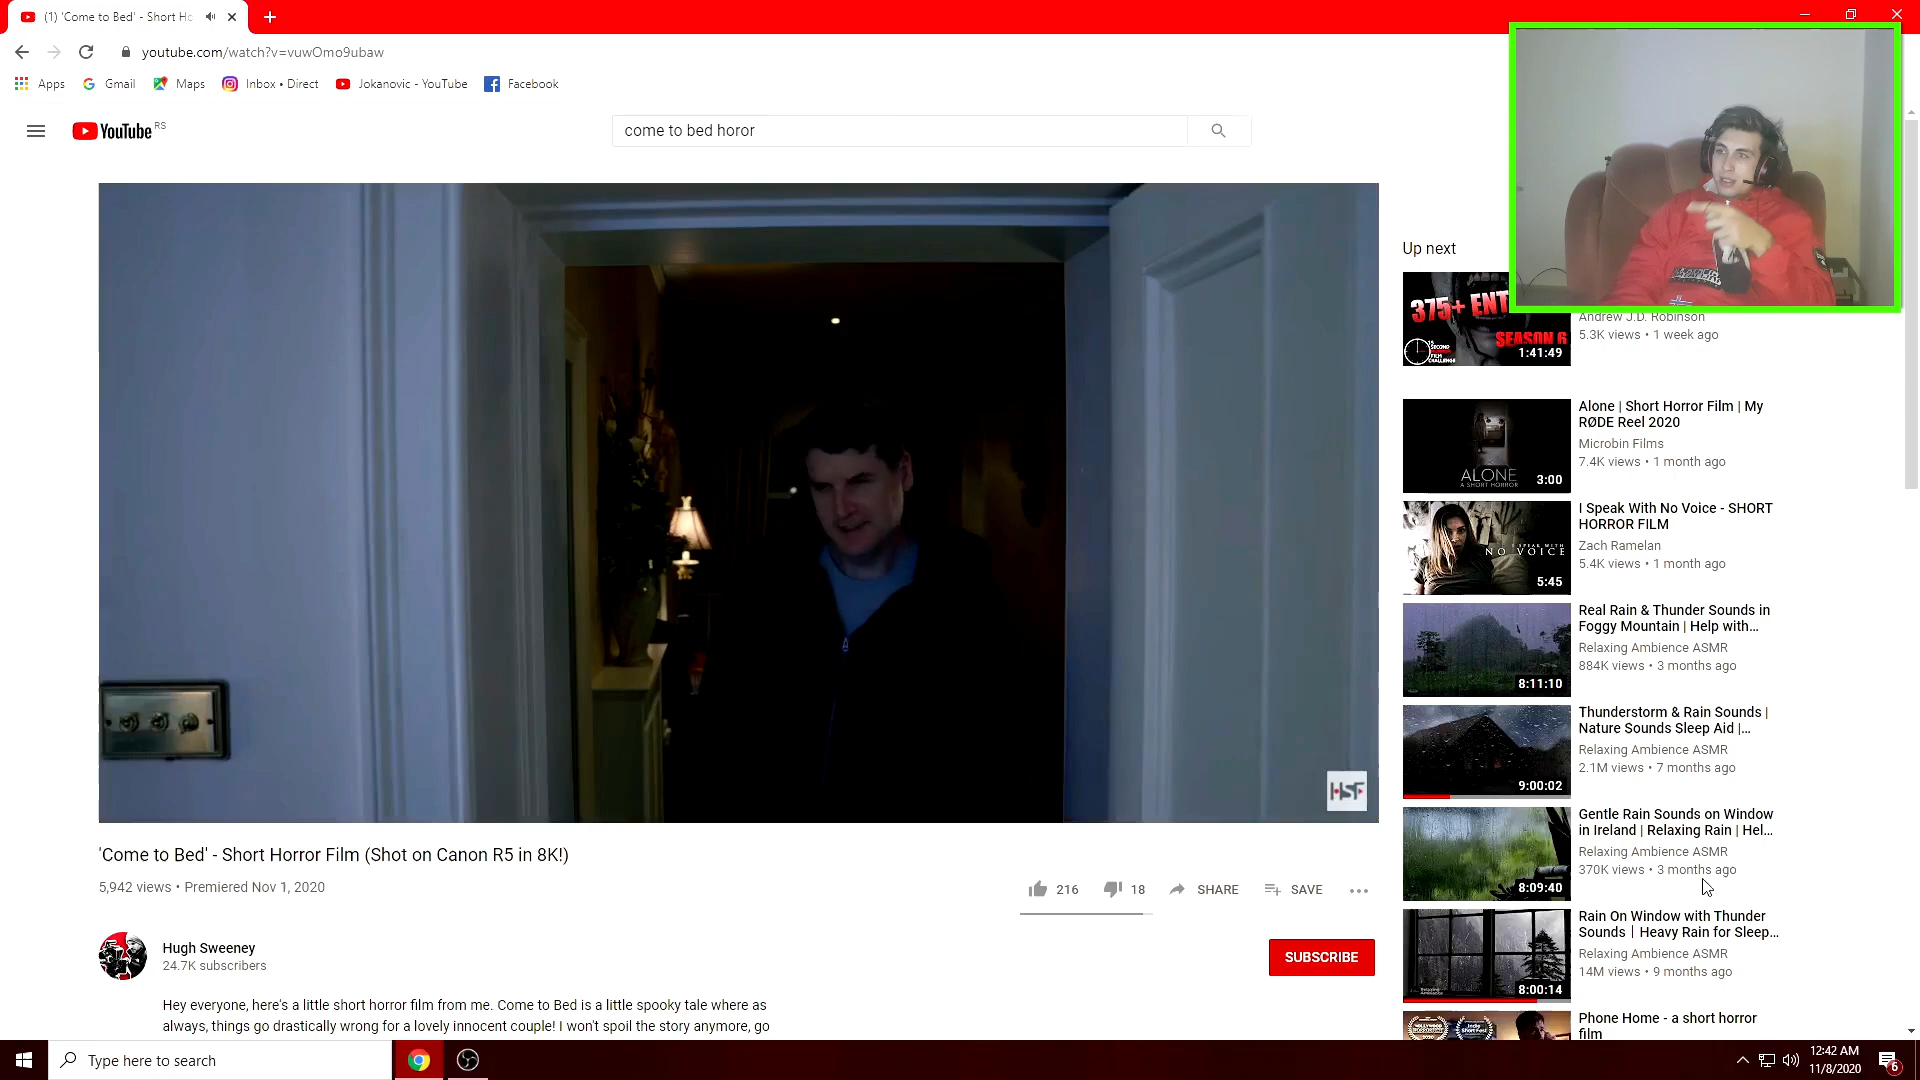 (1) 'Come to Bed' - Short Ho
youtube.com/watch?v=vuwOmo9ubaw
Apps
Gmail
Maps
Inbox • Direct
Jokanovic - YouTube
Facebook
YouTube RS
come to bed horor
Up next
375+ ENT
SEASON 6
15 SECOND HORROR FILM CHALLENGE
1:41:49
Andrew J.D. Robinson
5.3K views • 1 week ago
ALONE
A SHORT HORROR
3:00
Alone | Short Horror Film | My
RØDE Reel 2020
Microbin Films
7.4K views • 1 month ago
I SPEAK WITH
NO VOICE
5:45
I Speak With No Voice - SHORT
HORROR FILM
Zach Ramelan
5.4K views • 1 month ago
8:11:10
Real Rain & Thunder Sounds in
Foggy Mountain | Help with...
Relaxing Ambience ASMR
884K views • 3 months ago
9:00:02
Thunderstorm & Rain Sounds |
Nature Sounds Sleep Aid |...
Relaxing Ambience ASMR
2.1M views • 7 months ago
8:09:40
Gentle Rain Sounds on Window
in Ireland | Relaxing Rain | Hel...
Relaxing Ambience ASMR
370K views • 3 months ago
8:00:14
Rain On Window with Thunder
Sounds | Heavy Rain for Sleep...
Relaxing Ambience ASMR
14M views • 9 months ago
Phone Home - a short horror
film
HSF
'Come to Bed' - Short Horror Film (Shot on Canon R5 in 8K!)
5,942 views • Premiered Nov 1, 2020
216
18
SHARE
SAVE
Hugh Sweeney
24.7K subscribers
SUBSCRIBE
Hey everyone, here's a little short horror film from me. Come to Bed is a little spooky tale where as
always, things go drastically wrong for a lovely innocent couple! I won't spoil the story anymore, go
Type here to search
12:42 AM
11/8/2020
6